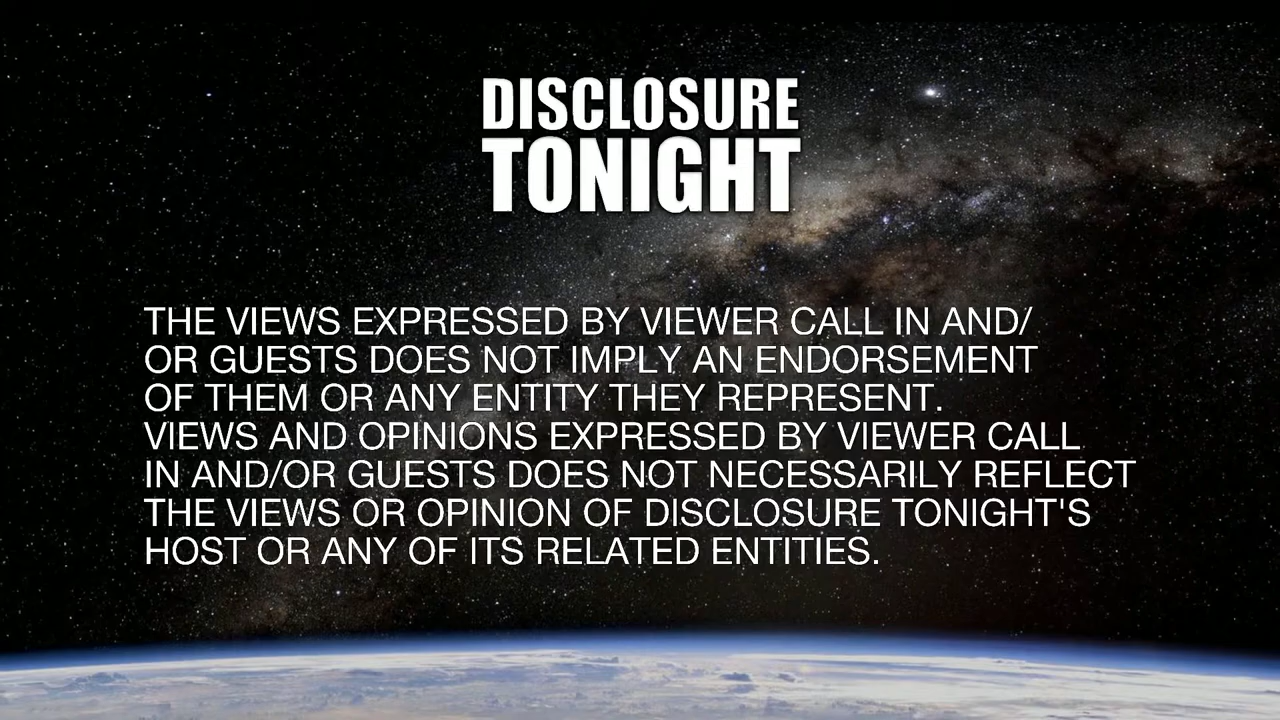 DISCLOSURE
TONIGHT
THE VIEWS EXPRESSED BY VIEWER CALL IN AND/
OR GUESTS DOES NOT IMPLY AN ENDORSEMENT
OF THEM OR ANY ENTITY THEY REPRESENT.
VIEWS AND OPINIONS EXPRESSED BY VIEWER CALL
IN AND/OR GUESTS DOES NOT NECESSARILY REFLECT
THE VIEWS OR OPINION OF DISCLOSURE TONIGHT'S
HOST OR ANY OF ITS RELATED ENTITIES.